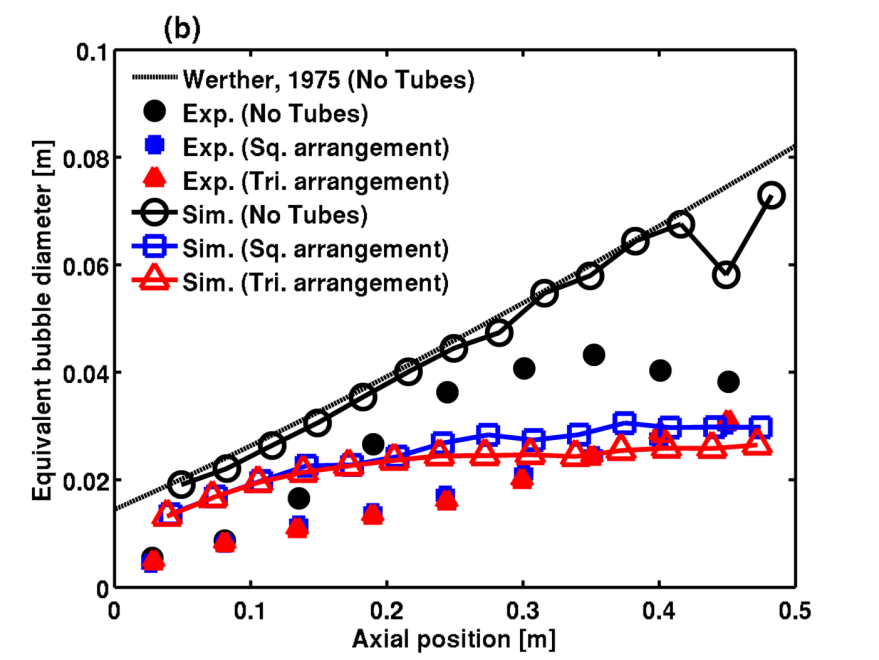 (b)
0.1
0.08
0.06
0.04
0.02
0
Equivalent bubble diameter [m]
Werther, 1975 (No Tubes)
Exp. (No Tubes)
Exp. (Sq. arrangement)
Exp. (Tri. arrangement)
Sim. (No Tubes)
Sim. (Sq. arrangement)
Sim. (Tri. arrangement)
0 0.1 0.2 0.3 0.4 0.5
Axial position [m]